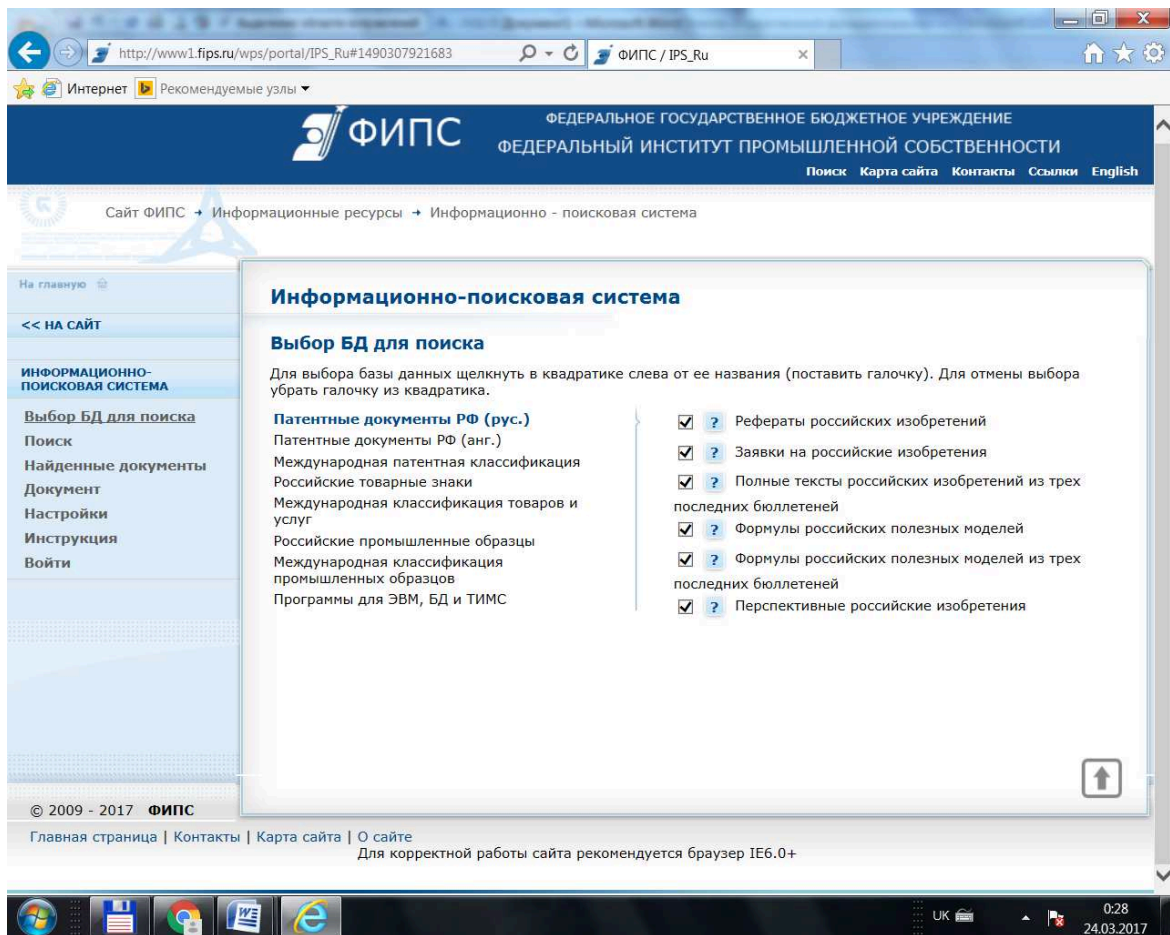 http://www1.fips.ru/wps/portal/IPS_Ru#1490307921683
ФИПС / IPS_Ru
Интернет
Рекомендуемые узлы
ФИПС
ФЕДЕРАЛЬНОЕ ГОСУДАРСТВЕННОЕ БЮДЖЕТНОЕ УЧРЕЖДЕНИЕ
ФЕДЕРАЛЬНЫЙ ИНСТИТУТ ПРОМЫШЛЕННОЙ СОБСТВЕННОСТИ
Поиск Карта сайта Контакты Ссылки English
Сайт ФИПС → Информационные ресурсы → Информационно - поисковая система
На главную
<< НА САЙТ
ИНФОРМАЦИОННО-
ПОИСКОВАЯ СИСТЕМА
Выбор БД для поиска
Поиск
Найденные документы
Документ
Настройки
Инструкция
Войти
Информационно-поисковая система
Выбор БД для поиска
Для выбора базы данных щелкнуть в квадратике слева от ее названия (поставить галочку). Для отмены выбора
убрать галочку из квадратика.
Патентные документы РФ (рус.)
Патентные документы РФ (анг.)
Международная патентная классификация
Российские товарные знаки
Международная классификация товаров и
услуг
Российские промышленные образцы
Международная классификация
промышленных образцов
Программы для ЭВМ, БД и ТИМС
? Рефераты российских изобретений
? Заявки на российские изобретения
? Полные тексты российских изобретений из трех
последних бюллетеней
? Формулы российских полезных моделей
? Формулы российских полезных моделей из трех
последних бюллетеней
? Перспективные российские изобретения
© 2009 - 2017 ФИПС
Главная страница | Контакты | Карта сайта | О сайте
Для корректной работы сайта рекомендуется браузер IE6.0+
UK
0:28
24.03.2017